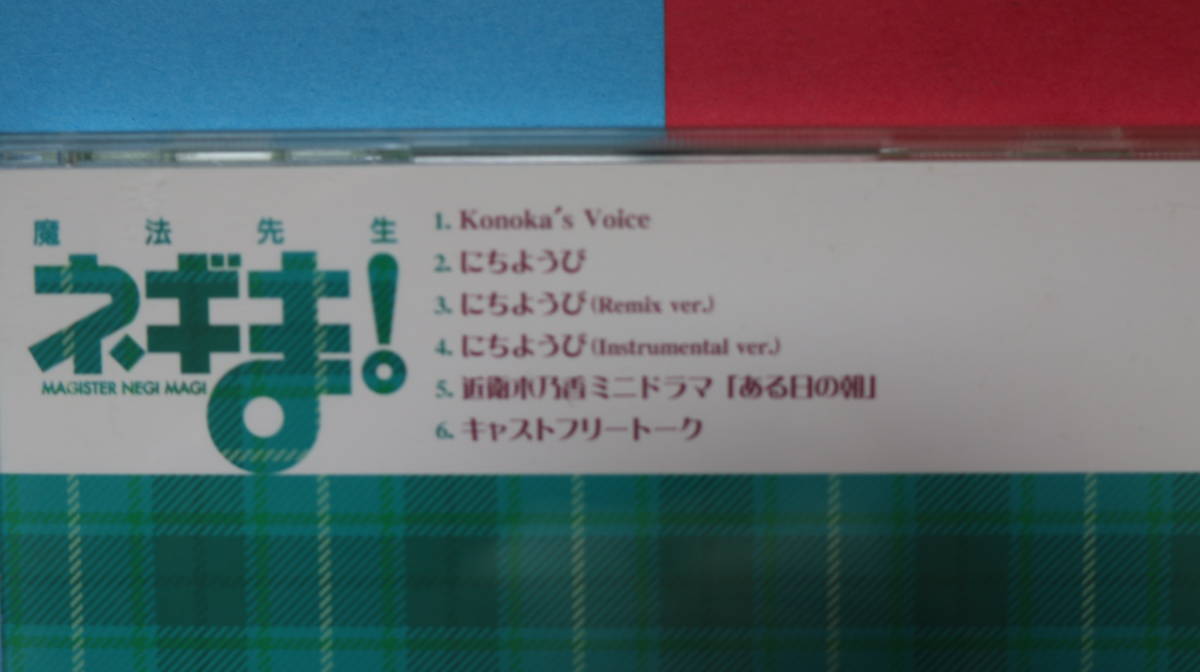 魔法先生
ネギま!
MAGISTER NEGI MAGI
1. Konoka's Voice
2. にちようび
3. にちようび (Remix ver.)
4. にちようび (Instrumental ver.)
5. 近衛木乃香ミニドラマ「ある日の朝」
6. キャストフリートーク